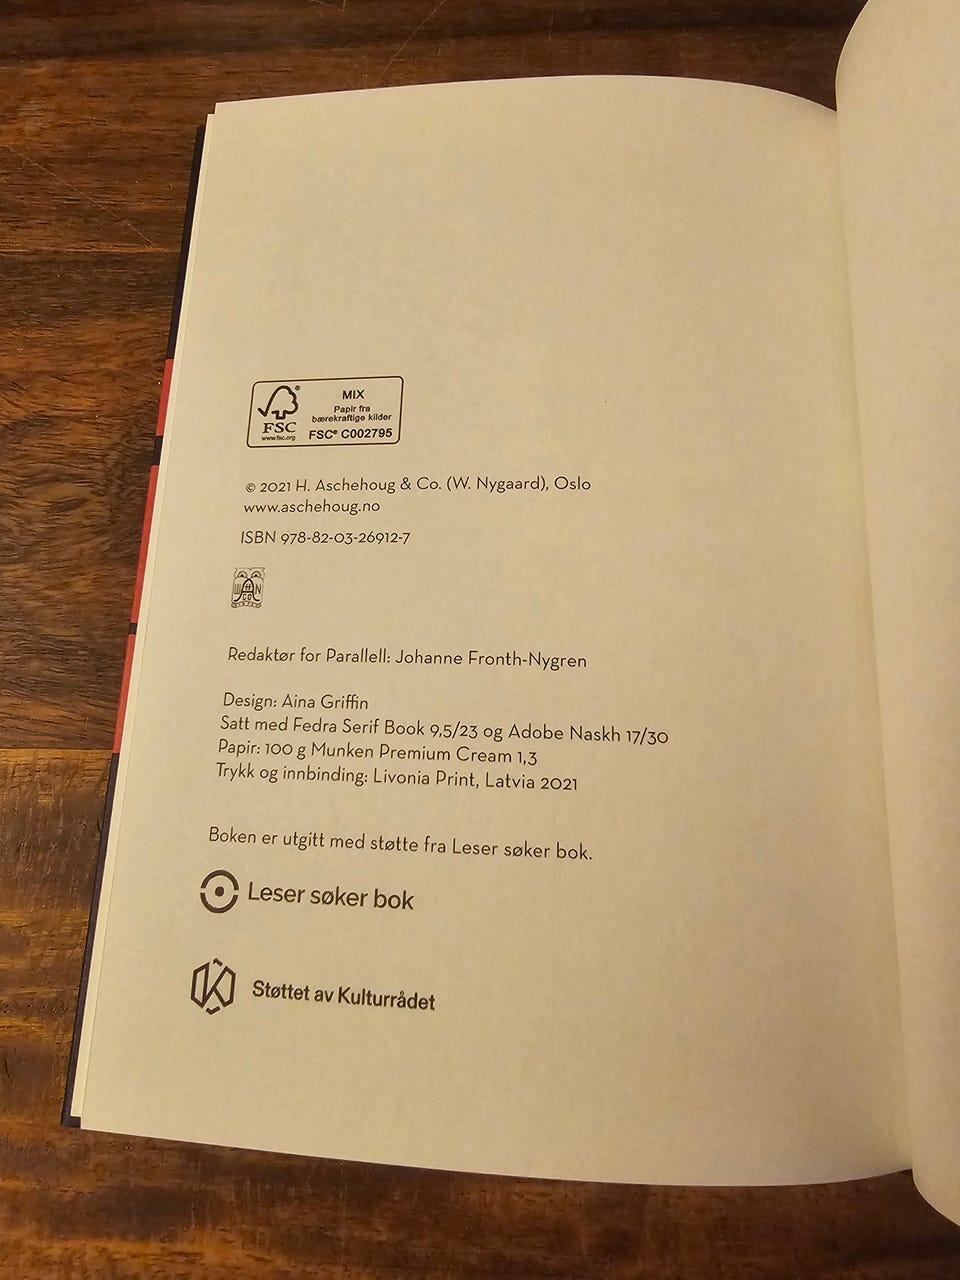 MIX
Papir fra
bærekraftige kilder
FSC® C002795
FSC
www.fsc.org
© 2021 H. Aschehoug & Co. (W. Nygaard), Oslo
www.aschehoug.no
ISBN 978-82-03-26912-7
Redaktør for Parallell: Johanne Fronth-Nygren
Design: Aina Griffin
Satt med Fedra Serif Book 9,5/23 og Adobe Naskh 17/30
Papir: 100 g Munken Premium Cream 1,3
Trykk og innbinding: Livonia Print, Latvia 2021
Boken er utgitt med støtte fra Leser søker bok.
Leser søker bok
Støttet av Kulturrådet